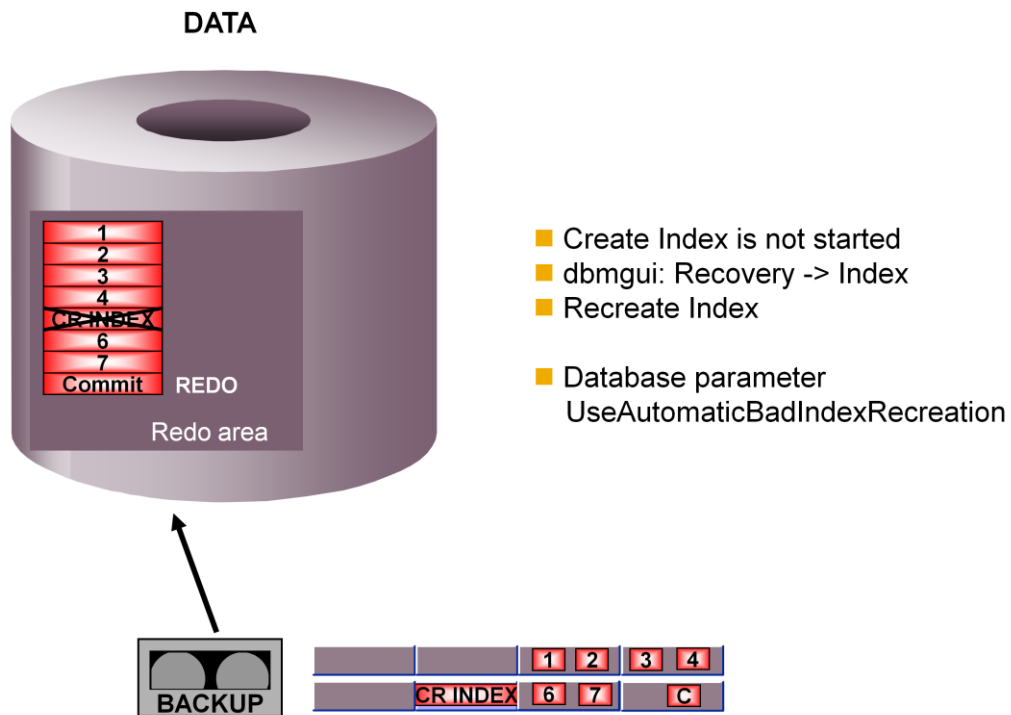 DATA
1
2
3
4
CR INDEX
6
7
Commit REDO
Redo area
Create Index is not started
dbmgui: Recovery -> Index
Recreate Index
Database parameter
UseAutomaticBadIndexRecreation
BACKUP
1 2 3 4
CR INDEX 6 7 C